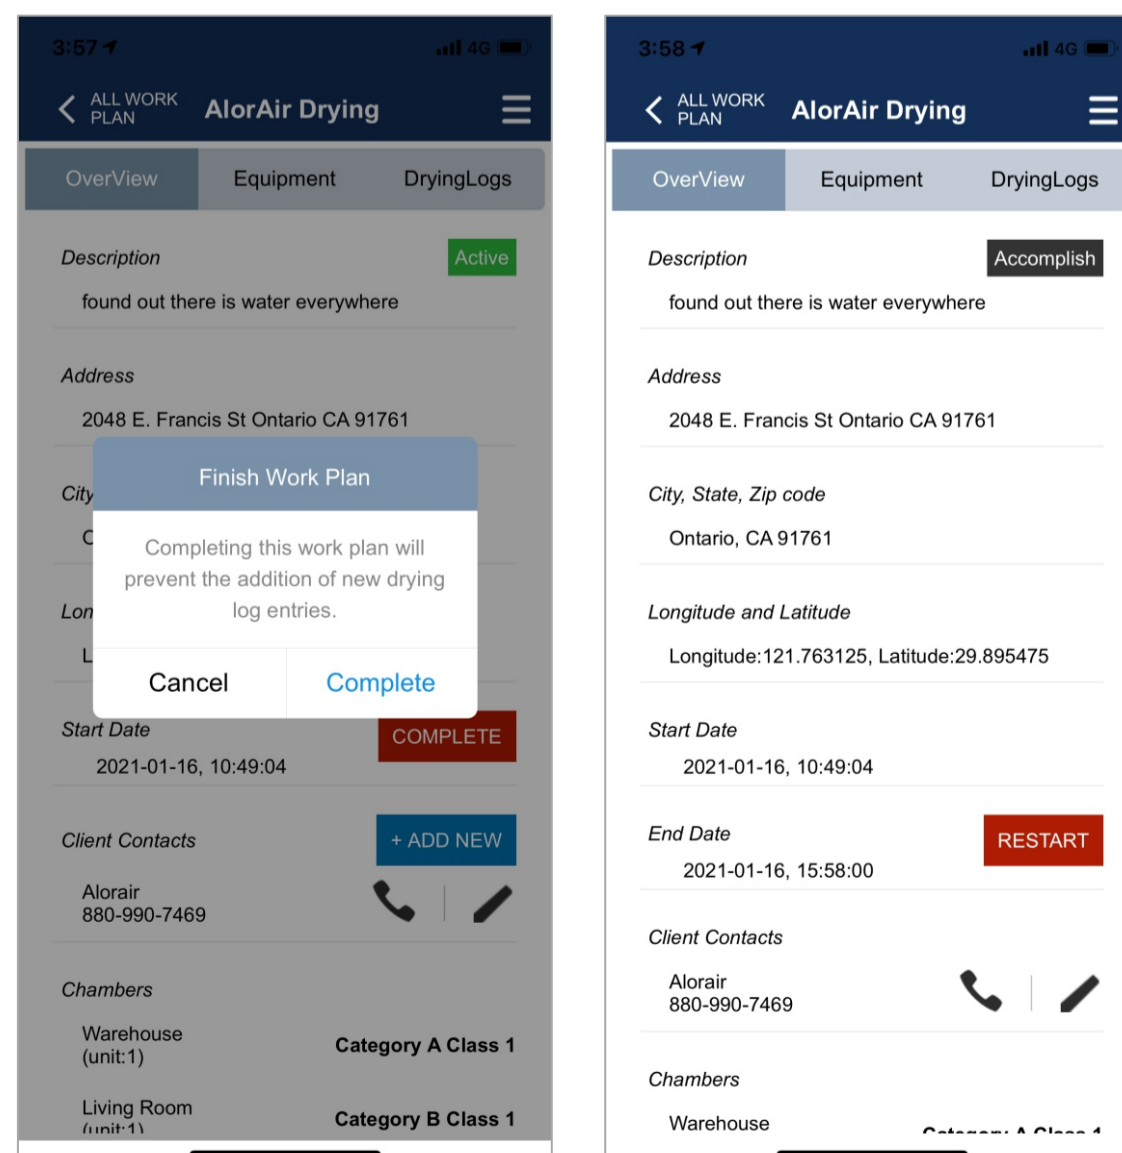 3:57
4G
ALL WORK
PLAN
AlorAir Drying
OverView
Equipment
DryingLogs
Description
Active
found out there is water everywhere
Address
2048 E. Francis St Ontario CA 91761
City
Finish Work Plan
Completing this work plan will
prevent the addition of new drying
log entries.
Lon
L
Cancel
Complete
Start Date
COMPLETE
2021-01-16, 10:49:04
Client Contacts
+ ADD NEW
Alorair
880-990-7469
Chambers
Warehouse
(unit:1)
Category A Class 1
Living Room
(unit:1)
Category B Class 1
3:58
4G
ALL WORK
PLAN
AlorAir Drying
OverView
Equipment
DryingLogs
Description
Accomplish
found out there is water everywhere
Address
2048 E. Francis St Ontario CA 91761
City, State, Zip code
Ontario, CA 91761
Longitude and Latitude
Longitude:121.763125, Latitude:29.895475
Start Date
2021-01-16, 10:49:04
End Date
RESTART
2021-01-16, 15:58:00
Client Contacts
Alorair
880-990-7469
Chambers
Warehouse
Category A Class 1